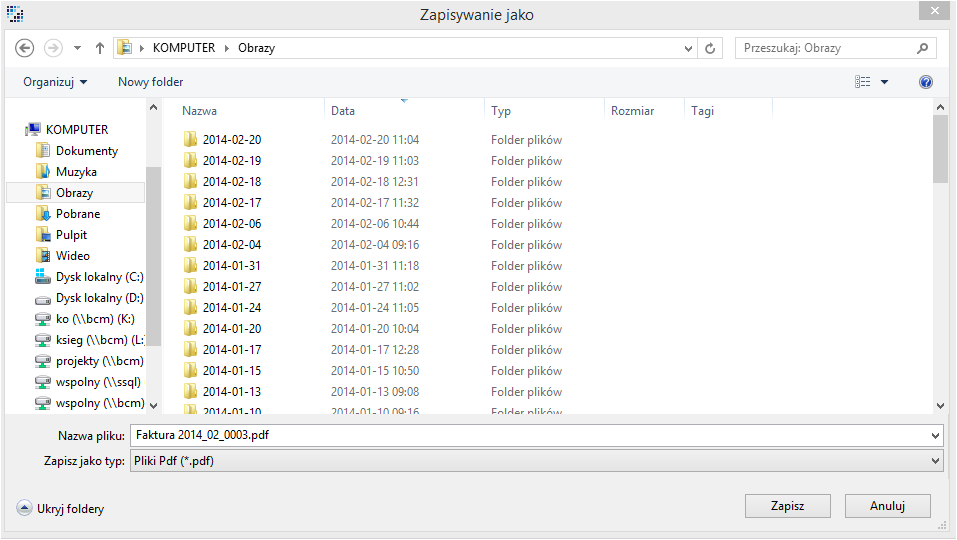 Zapisywanie jako
KOMPUTER Obrazy
Przeszukaj: Obrazy
Organizuj Nowy folder
Nazwa Data Typ Rozmiar Tagi
KOMPUTER
Dokumenty
Muzyka
Obrazy
Pobrane
Pulpit
Wideo
Dysk lokalny (C:)
Dysk lokalny (D:)
ko (\\bcm) (K:)
ksieg (\\bcm) (L:
projekty (\\bcm)
wspolny (\\ssql)
wspolny (\\bcm)
2014-02-20 2014-02-20 11:04 Folder plików
2014-02-19 2014-02-19 11:03 Folder plików
2014-02-18 2014-02-18 12:31 Folder plików
2014-02-17 2014-02-17 11:32 Folder plików
2014-02-06 2014-02-06 10:44 Folder plików
2014-02-04 2014-02-04 09:16 Folder plików
2014-01-31 2014-01-31 11:18 Folder plików
2014-01-27 2014-01-27 11:02 Folder plików
2014-01-24 2014-01-24 11:05 Folder plików
2014-01-20 2014-01-20 10:04 Folder plików
2014-01-17 2014-01-17 12:28 Folder plików
2014-01-15 2014-01-15 10:50 Folder plików
2014-01-13 2014-01-13 09:08 Folder plików
2014-01-10 2014-01-10 09:16 Folder plików
Nazwa pliku: Faktura 2014_02_0003.pdf
Zapisz jako typ: Pliki Pdf (*.pdf)
Ukryj foldery
Zapisz Anuluj